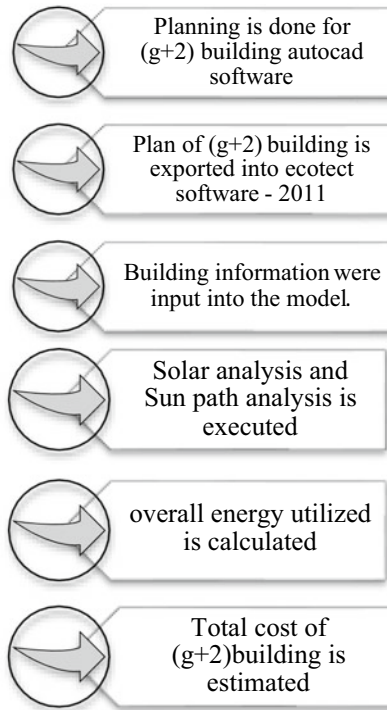 Planning is done for
(g+2) building autocad
software
Plan of (g+2) building is
exported into ecotect
software - 2011
Building information were
input into the model.
Solar analysis and
Sun path analysis is
executed
overall energy utilized
is calculated
Total cost of
(g+2)building is
estimated